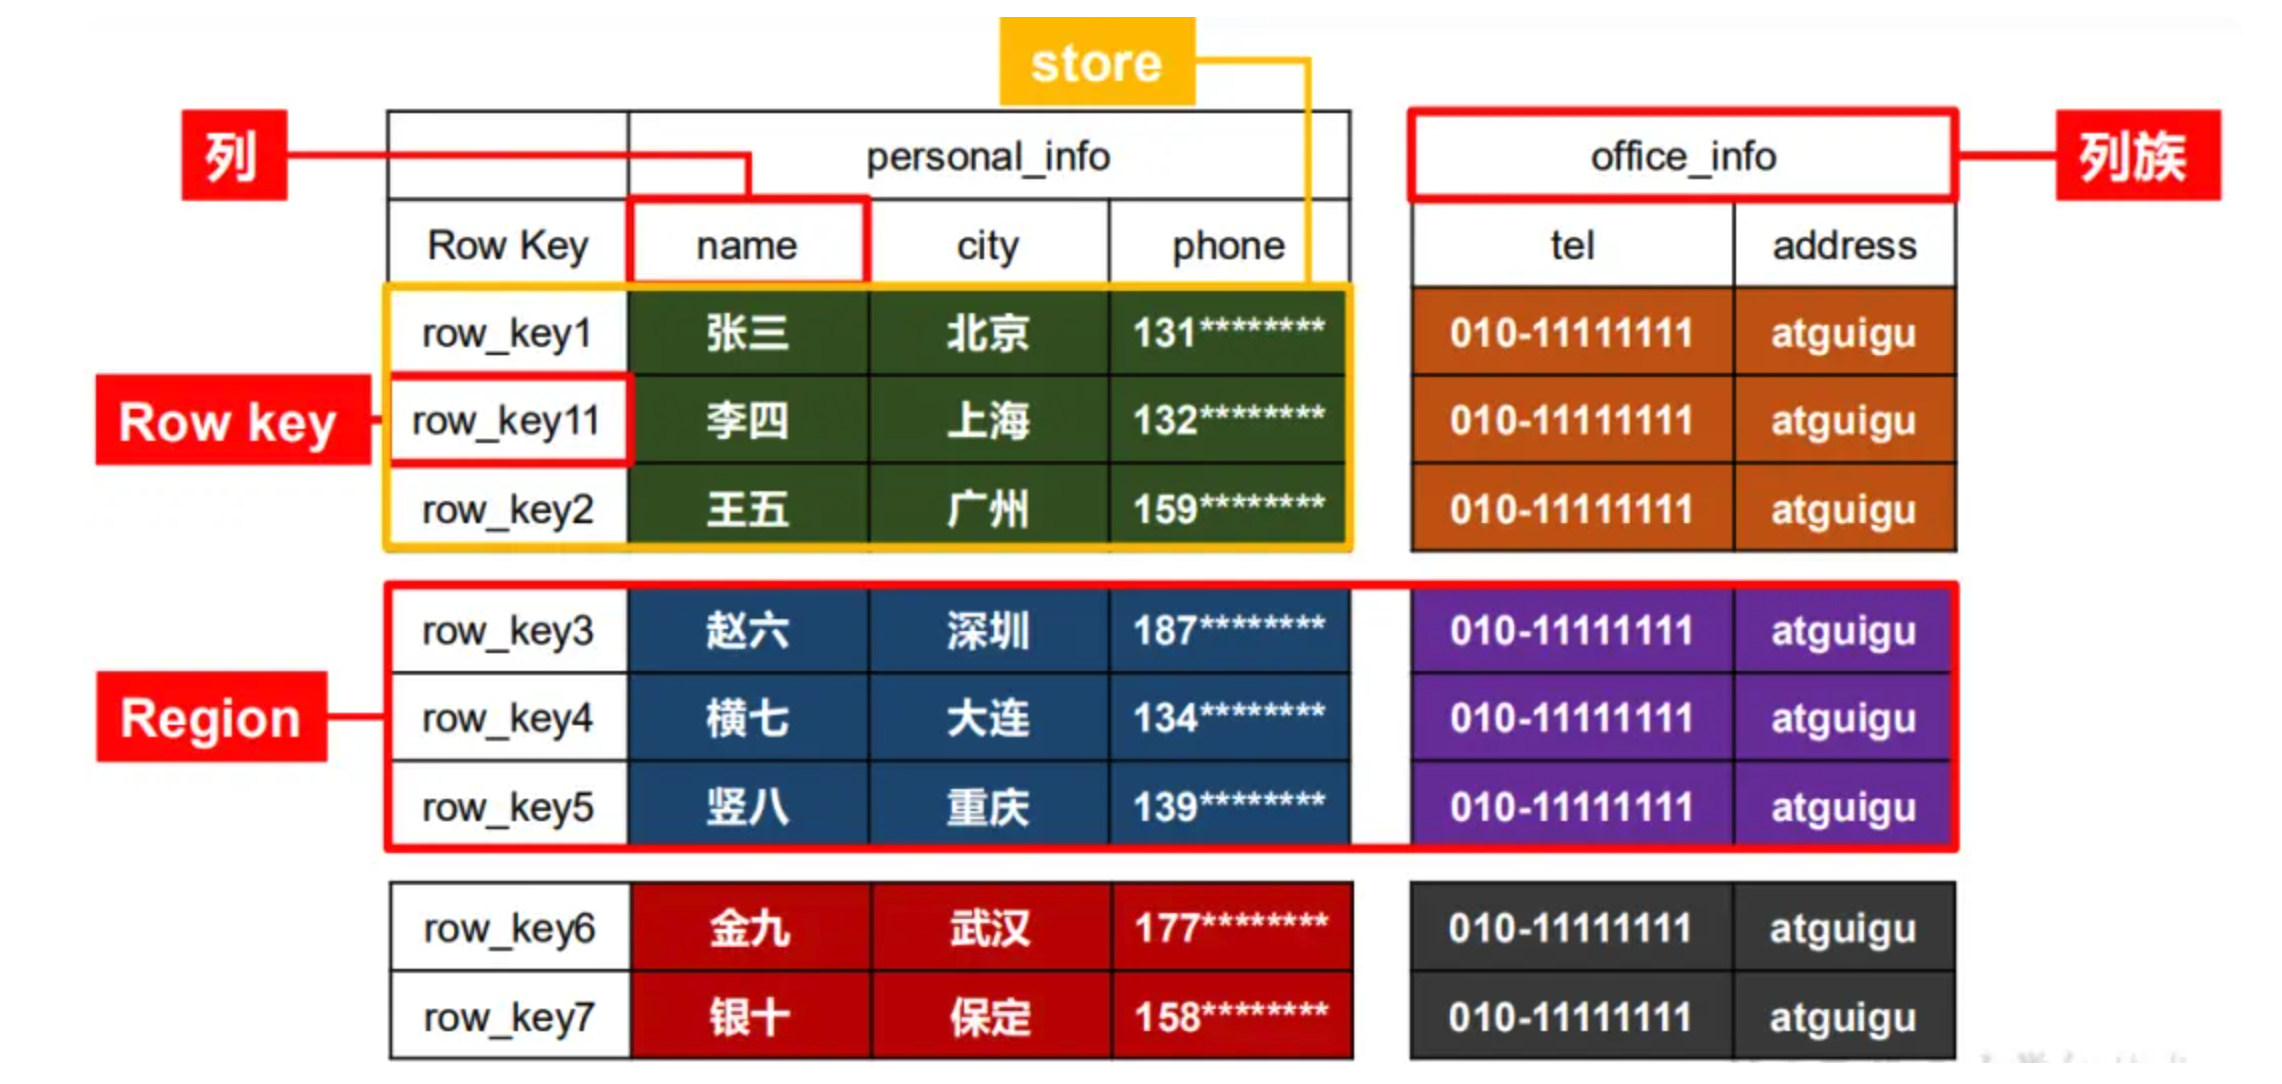 store
列 personal_info office_info 列族
Row Key name city phone tel address
row_key1 张三 北京 131******** 010-11111111 atguigu
Row key row_key11 李四 上海 132******** 010-11111111 atguigu
row_key2 王五 广州 159******** 010-11111111 atguigu
row_key3 赵六 深圳 187******** 010-11111111 atguigu
Region row_key4 横七 大连 134******** 010-11111111 atguigu
row_key5 竖八 重庆 139******** 010-11111111 atguigu
row_key6 金九 武汉 177******** 010-11111111 atguigu
row_key7 银十 保定 158******** 010-11111111 atguigu